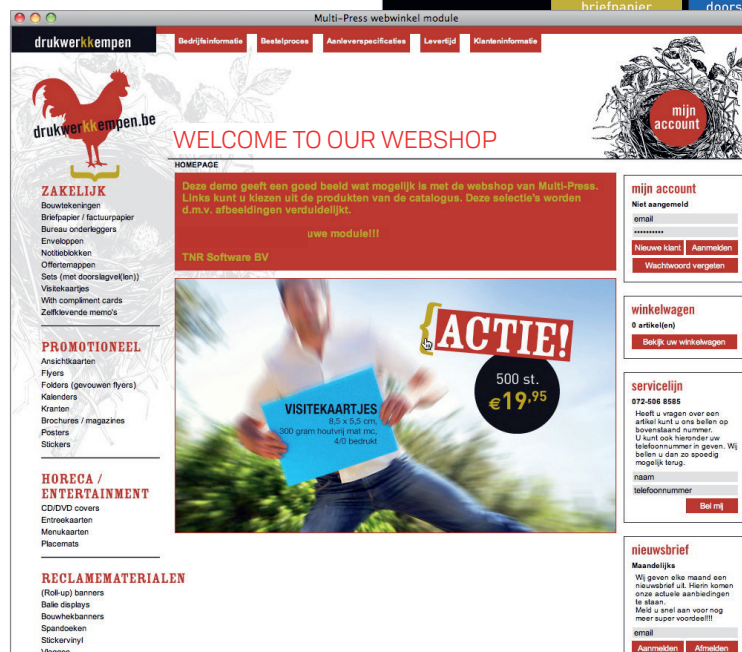 briefpapier
doors
Multi-Press webwinkel module
drukwerkkempen
Bedrijfsinformatie Bestelproces Aanleverspecificaties Levertijd Klanteninformatie
drukwerkkempen.be
mijn
account
WELCOME TO OUR WEBSHOP
HOMEPAGE
ZAKELIJK
Bouwtekeningen
Briefpapier / factuurpapier
Bureau onderleggers
Enveloppen
Notitieblokken
Offertemappen
Sets (met doorslagvel(len))
Visitekaartjes
With compliment cards
Zelfklevende memo's
PROMOTIONEEL
Ansichtkaarten
Flyers
Folders (gevouwen flyers)
Kalenders
Kranten
Brochures / magazines
Posters
Stickers
HORECA /
ENTERTAINMENT
CD/DVD covers
Entreekaarten
Menukaarten
Placemats
RECLAMEMATERIALEN
(Roll-up) banners
Balie displays
Bouwhekbanners
Spandoeken
Stickervinyl
Vlaggen
Deze demo geeft een goed beeld wat mogelijk is met de webshop van Multi-Press.
Links kunt u kiezen uit de produkten van de catalogus. Deze selectie's worden
d.m.v. afbeeldingen verduidelijkt.
uwe module!!!
TNR Software BV
{ACTIE!
500 st.
€19,95
VISITEKAARTJES
8,5 x 5,5 cm,
300 gram houtvrij mat mc,
4/0 bedrukt
mijn account
Niet aangemeld
email
••••••••••
Nieuwe klant Aanmelden
Wachtwoord vergeten
winkelwagen
0 artikel(en)
Bekijk uw winkelwagen
servicelijn
072-506 8585
Heeft u vragen over een
artikel kunt u ons bellen op
bovenstaand nummer.
U kunt ook hieronder uw
telefoonnummer in geven. Wij
bellen u dan zo spoedig
mogelijk terug.
naam
telefoonnummer
Bel mij
nieuwsbrief
Maandelijks
Wij geven elke maand een
nieuwsbrief uit. Hierin komen
onze actuele aanbiedingen
te staan.
Meld u snel aan voor nog
meer super voordeel!!!
email
Aanmelden Afmelden